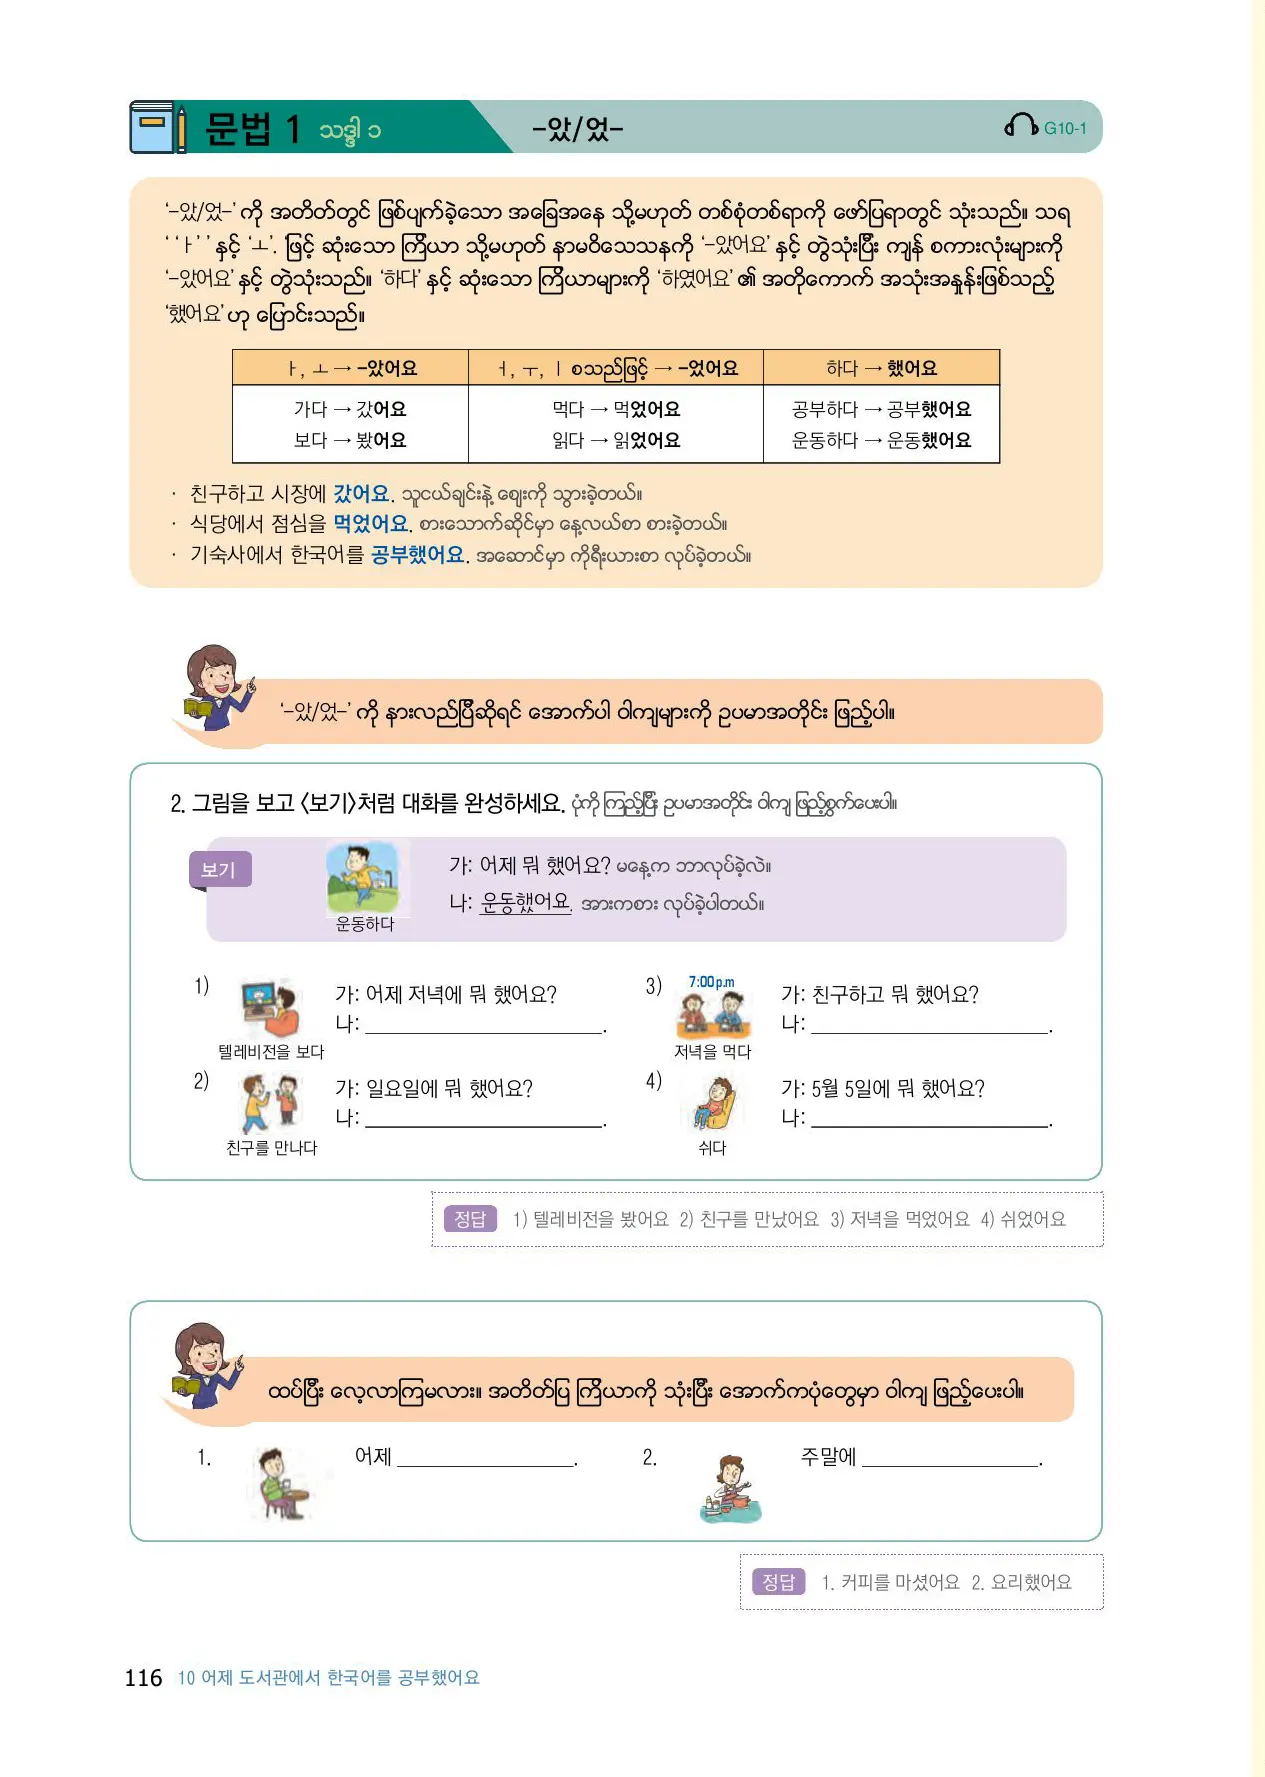 문법 1 သဒ္ဒါ ၁ -았/었- G10-1
‘-았/었-’ ကို အတိတ်တွင် ဖြစ်ပျက်ခဲ့သော အခြေအနေ သို့မဟုတ် တစ်စုံတစ်ရာကို ဖော်ပြရာတွင် သုံးသည်။ သရ
‘ ‘ㅏ’ ’ နှင့် ‘ㅗ’. ‘ဖြင့် ဆုံးသော ကြိယာ သို့မဟုတ် နာမဝိသေသနကို ‘-았어요’ နှင့် တွဲသုံးပြီး ကျန် စကားလုံးများကို
‘-았어요’ နှင့် တွဲသုံးသည်။ ‘하다’ နှင့် ဆုံးသော ကြိယာများကို ‘하였어요’ ၏ အတိုကောက် အသုံးအနှုန်းဖြစ်သည့်
‘했어요’ ဟု ပြောင်းသည်။
ㅏ, ㅗ → -았어요 ㅓ, ㅜ, ㅣ စသည်ဖြင့် → -었어요 하다 → 했어요
가다 → 갔어요 먹다 → 먹었어요 공부하다 → 공부했어요
보다 → 봤어요 읽다 → 읽었어요 운동하다 → 운동했어요
· 친구하고 시장에 갔어요. သူငယ်ချင်းနဲ့ ဈေးကို သွားခဲ့တယ်။
· 식당에서 점심을 먹었어요. စားသောက်ဆိုင်မှာ နေ့လယ်စာ စားခဲ့တယ်။
· 기숙사에서 한국어를 공부했어요. အဆောင်မှာ ကိုရီးယားစာ လုပ်ခဲ့တယ်။
‘-았/었-’ ကို နားလည်ပြီဆိုရင် အောက်ပါ ဝါကျများကို ဥပမာအတိုင်း ဖြည့်ပါ။
2. 그림을 보고 〈보기〉처럼 대화를 완성하세요. ပုံကို ကြည့်ပြီး ဥပမာအတိုင်း ဝါကျ ဖြည့်စွက်ပေးပါ။
보기
가: 어제 뭐 했어요? မနေ့က ဘာလုပ်ခဲ့လဲ။
나: 운동했어요. အားကစား လုပ်ခဲ့ပါတယ်။
운동하다
1) 가: 어제 저녁에 뭐 했어요?
나: ______________________.
텔레비전을 보다
2) 가: 일요일에 뭐 했어요?
나: ______________________.
친구를 만나다
3) 7:00 p.m 가: 친구하고 뭐 했어요?
나: ______________________.
저녁을 먹다
4) 가: 5월 5일에 뭐 했어요?
나: ______________________.
쉬다
정답 1) 텔레비전을 봤어요 2) 친구를 만났어요 3) 저녁을 먹었어요 4) 쉬었어요
ထပ်ပြီး လေ့လာကြမလား။ အတိတ်ပြ ကြိယာကို သုံးပြီး အောက်ကပုံတွေမှာ ဝါကျ ဖြည့်ပေးပါ။
1. 어제 ________________. 2. 주말에 ________________.
정답 1. 커피를 마셨어요 2. 요리했어요
116 10 어제 도서관에서 한국어를 공부했어요